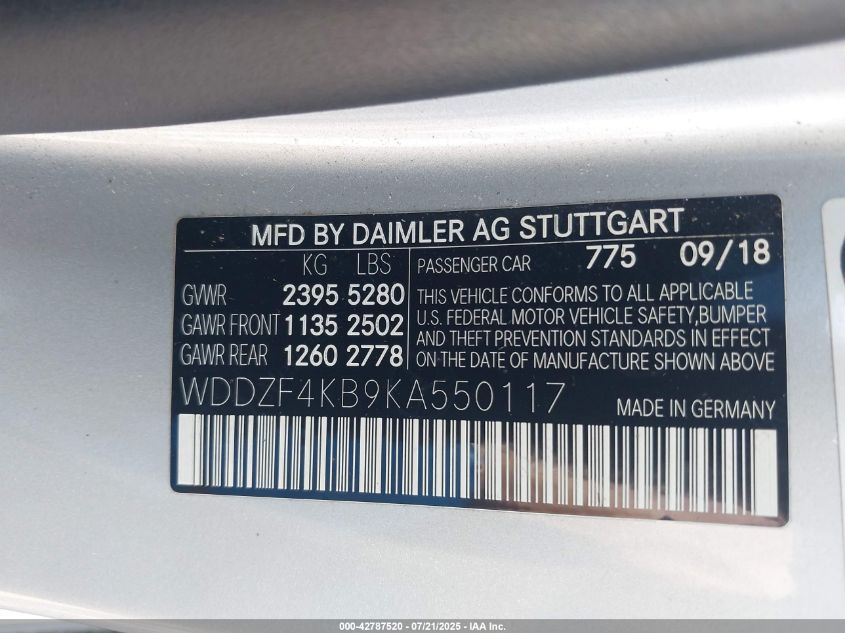 MFD BY DAIMLER AG STUTTGART
KG LBS
GVWR 2395 5280
GAWR FRONT 1135 2502
GAWR REAR 1260 2778
PASSENGER CAR 775 09/18
THIS VEHICLE CONFORMS TO ALL APPLICABLE
U.S. FEDERAL MOTOR VEHICLE SAFETY,BUMPER
AND THEFT PREVENTION STANDARDS IN EFFECT
ON THE DATE OF MANUFACTURE SHOWN ABOVE
WDDZF4KB9KA550117
MADE IN GERMANY
000-42787520 - 07/21/2025 - IAA Inc.